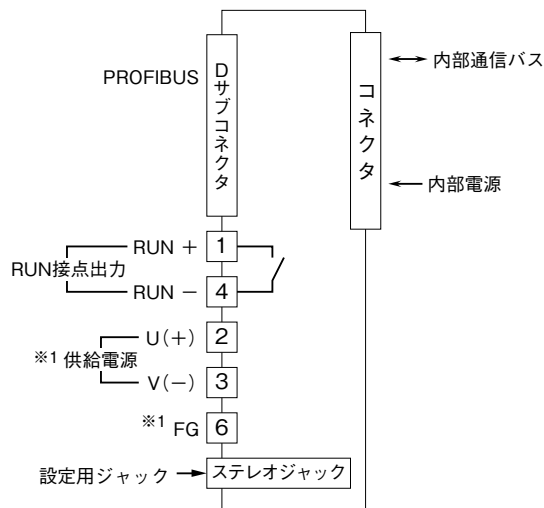 PROFIBUS
Dサブコネクタ
コネクタ
内部通信バス
内部電源
RUN +
1
RUN接点出力
RUN −
4
U(+)
2
※1 供給電源
V(−)
3
※1 FG
6
設定用ジャック
ステレオジャック